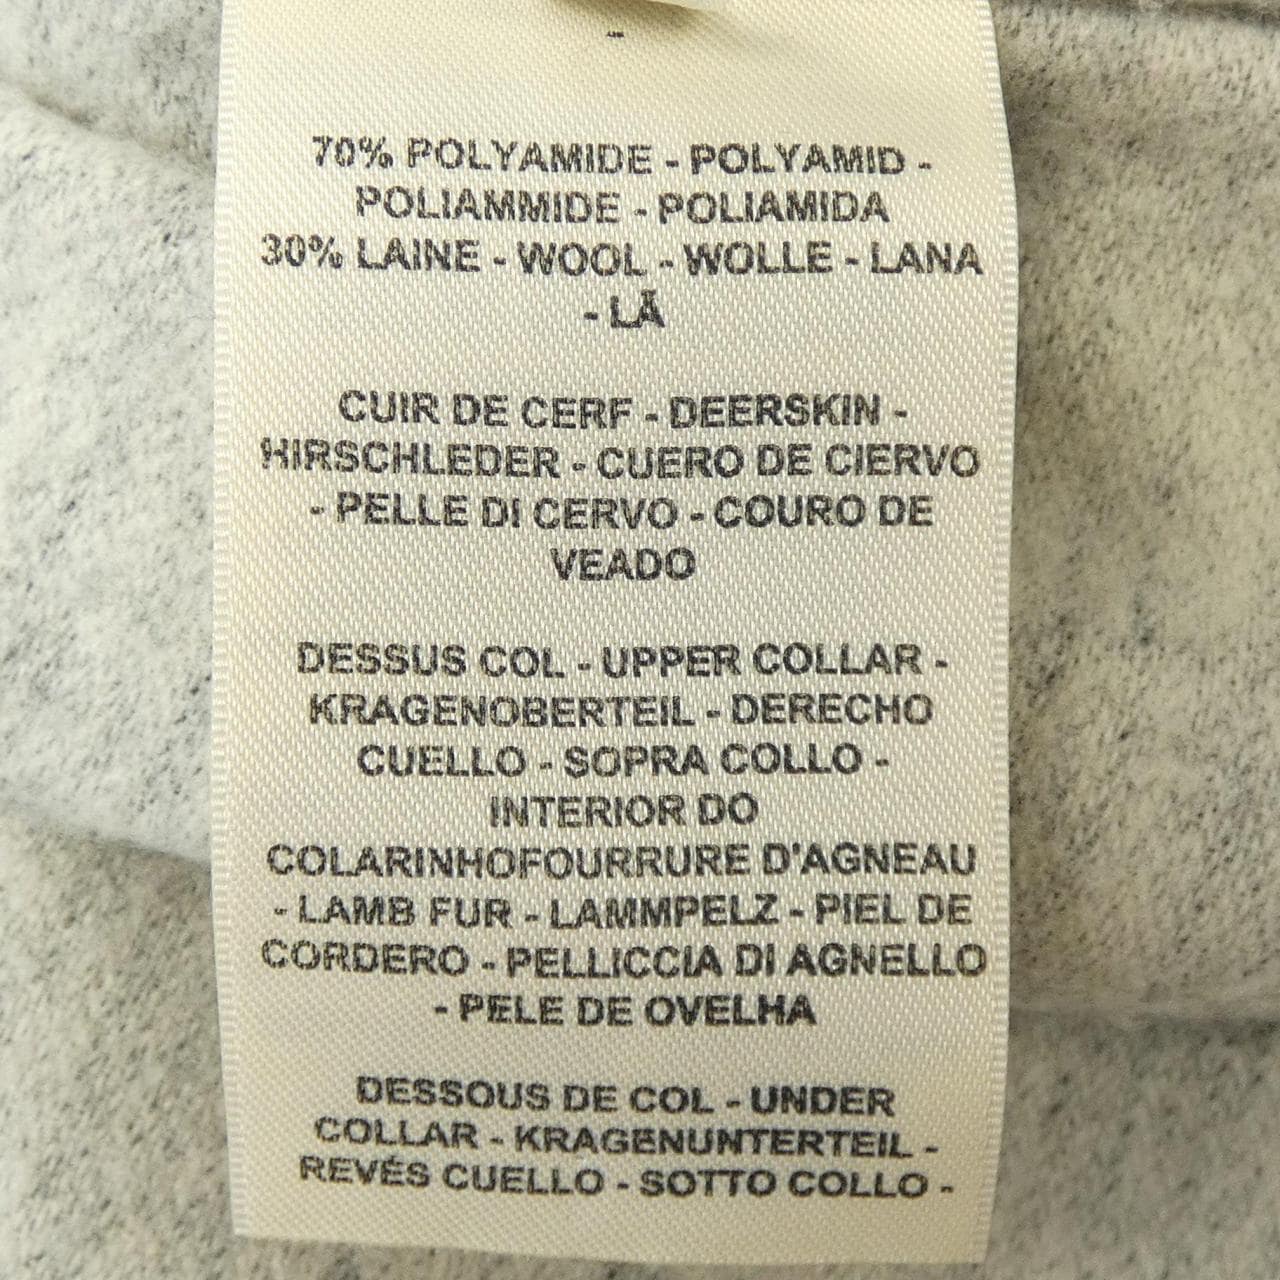 70% POLYAMIDE - POLYAMID -
POLIAMMIDE - POLIAMIDA
30% LAINE - WOOL - WOLLE - LANA
- LÃ
CUIR DE CERF - DEERSKIN -
HIRSCHLEDER - CUERO DE CIERVO
- PELLE DI CERVO - COURO DE
VEADO
DESSUS COL - UPPER COLLAR -
KRAGENOBERTEIL - DERECHO
CUELLO - SOPRA COLLO -
INTERIOR DO
COLARINHOFOURRURE D'AGNEAU
- LAMB FUR - LAMMPELZ - PIEL DE
CORDERO - PELLICCIA DI AGNELLO
- PELE DE OVELHA
DESSOUS DE COL - UNDER
COLLAR - KRAGENUNTERTEIL -
REVÉS CUELLO - SOTTO COLLO -